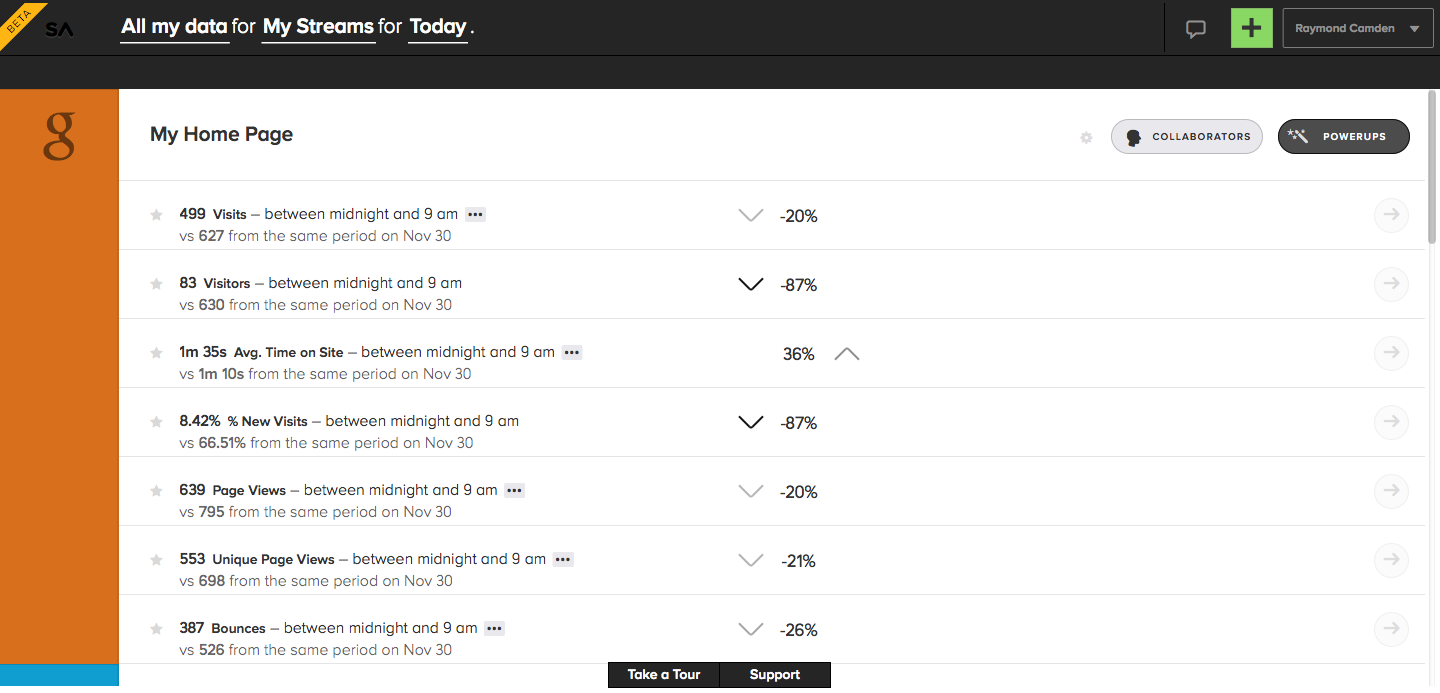 BETA
SA
All my data for My Streams for Today.
Raymond Camden
g
My Home Page
COLLABORATORS
POWERUPS
499 Visits – between midnight and 9 am ••• -20%
vs 627 from the same period on Nov 30
83 Visitors – between midnight and 9 am -87%
vs 630 from the same period on Nov 30
1m 35s Avg. Time on Site – between midnight and 9 am ••• 36%
vs 1m 10s from the same period on Nov 30
8.42% % New Visits – between midnight and 9 am -87%
vs 66.51% from the same period on Nov 30
639 Page Views – between midnight and 9 am ••• -20%
vs 795 from the same period on Nov 30
553 Unique Page Views – between midnight and 9 am ••• -21%
vs 698 from the same period on Nov 30
387 Bounces – between midnight and 9 am ••• -26%
vs 526 from the same period on Nov 30
Take a Tour
Support